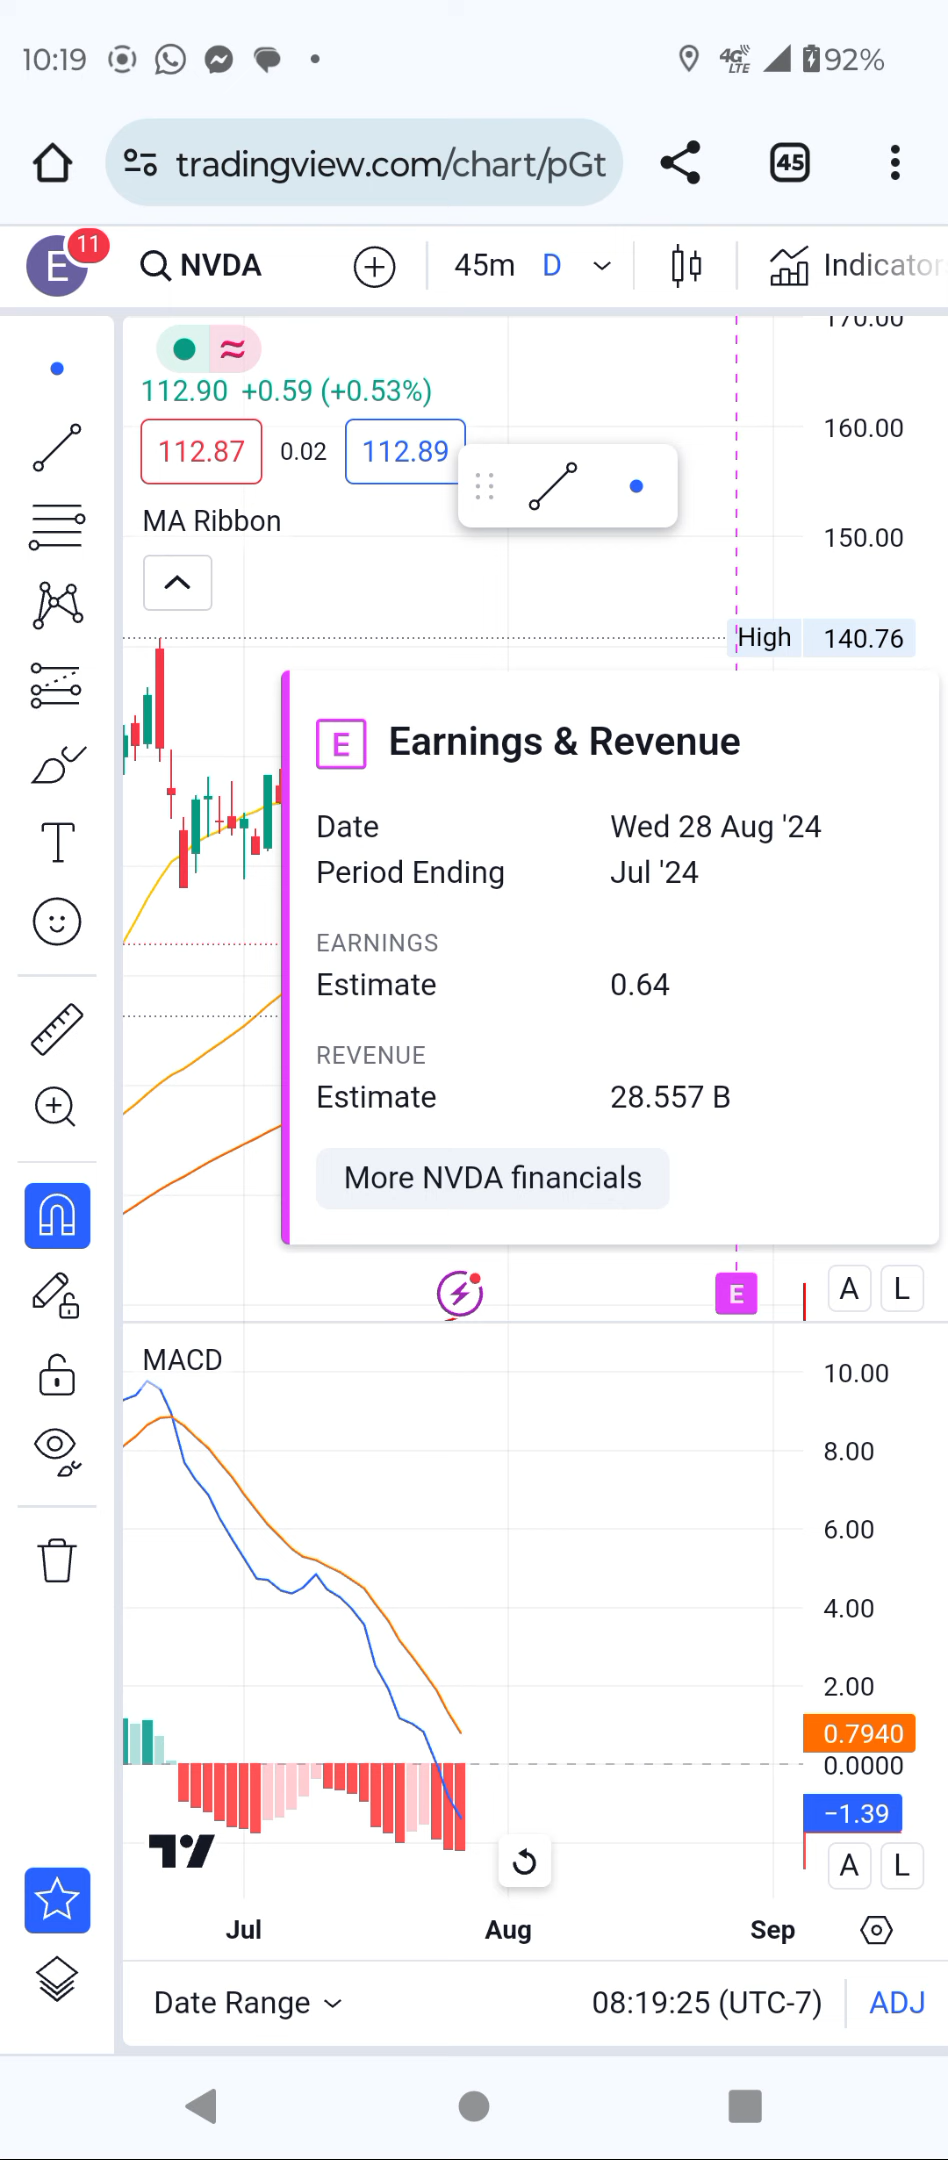 10:19
4G LTE 92%
tradingview.com/chart/pGt
45
E 11
NVDA
45m D
Indicator
170.00
112.90 +0.59 (+0.53%)
112.87 0.02 112.89
160.00
MA Ribbon
150.00
High 140.76
E Earnings & Revenue
Date Wed 28 Aug '24
Period Ending Jul '24
EARNINGS
Estimate 0.64
REVENUE
Estimate 28.557 B
More NVDA financials
E
A L
MACD
10.00
8.00
6.00
4.00
2.00
0.7940
0.0000
−1.39
A L
Jul Aug Sep
Date Range 08:19:25 (UTC-7) ADJ